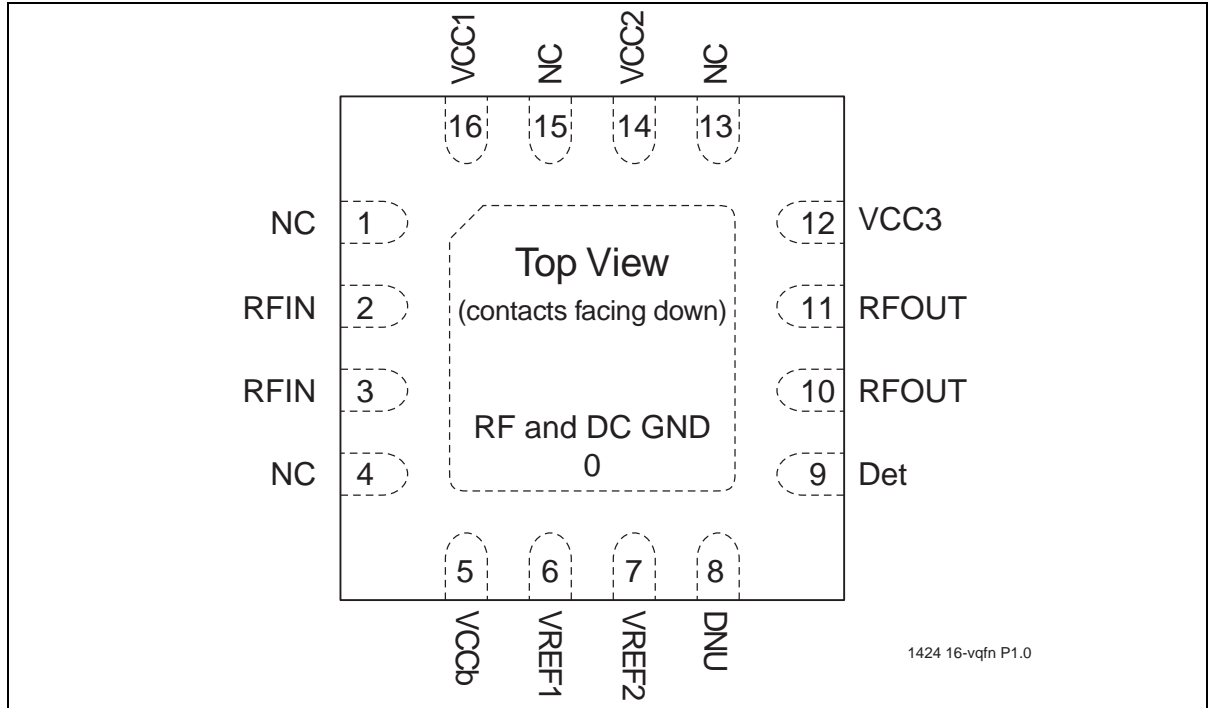 VCC1
NC
VCC2
NC
16
15
14
13
NC
1
12
VCC3
Top View
RFIN
2
(contacts facing down)
11
RFOUT
RFIN
3
10
RFOUT
RF and DC GND
0
NC
4
9
Det
5
6
7
8
VCCb
VREF1
VREF2
DNU
1424 16-vqfn P1.0